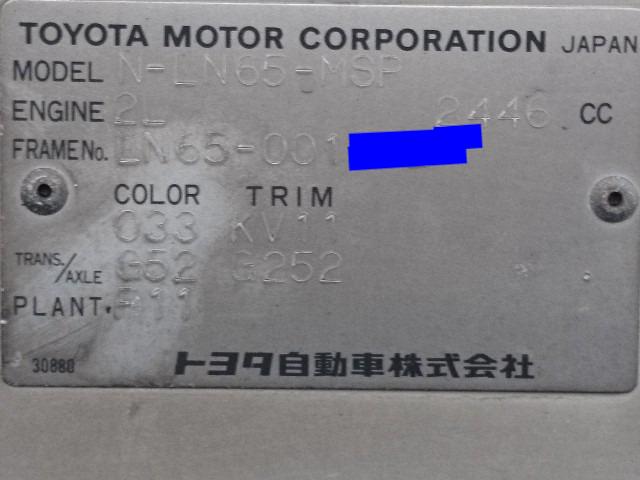 TOYOTA MOTOR CORPORATION JAPAN
MODEL N-LN65-MSP
ENGINE 2L 2446 CC
FRAME No. LN65-001
COLOR TRIM
033 KV11
TRANS./AXLE G52 G252
PLANT. A11
30880 トヨタ自動車株式会社